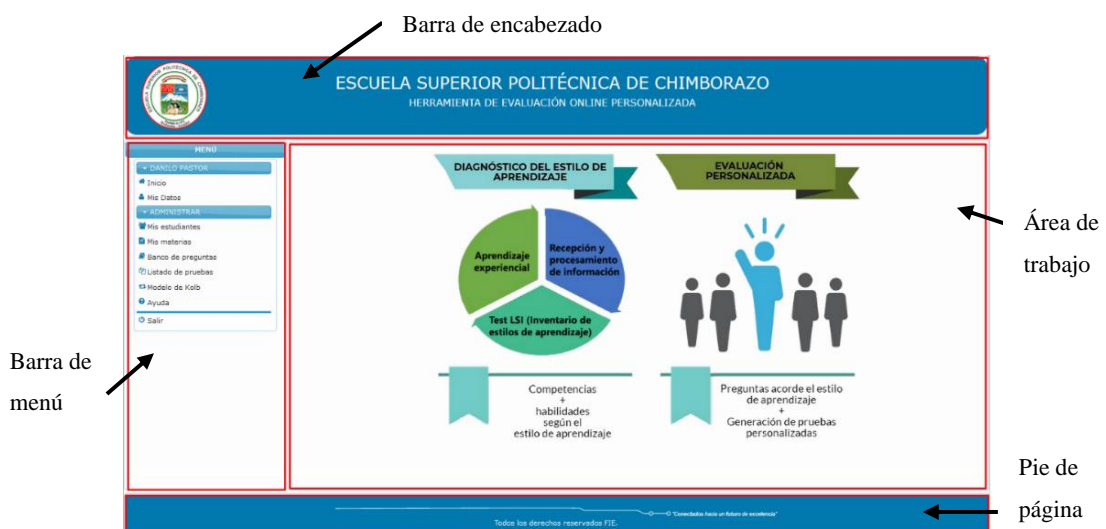 Barra de encabezado
ESCUELA SUPERIOR POLITÉCNICA DE CHIMBORAZO
HERRAMIENTA DE EVALUACIÓN ONLINE PERSONALIZADA
MENÚ
DANILO PASTOR
Inicio
Mis Datos
ADMINISTRAR
Mis estudiantes
Mis materias
Banco de preguntas
Listado de pruebas
Modelo de Kolb
Ayuda
Salir
Barra de
menú
DIAGNÓSTICO DEL ESTILO DE
APRENDIZAJE
Aprendizaje
experiencial
Recepción y
procesamiento
de información
Test LSI (Inventario de
estilos de aprendizaje)
Competencias
+
habilidades
según el
estilo de aprendizaje
EVALUACIÓN
PERSONALIZADA
Preguntas acorde el estilo
de aprendizaje
+
Generación de pruebas
personalizadas
Área de
trabajo
Pie de
página
"Conectados hacia un futuro de excelencia"
Todos los derechos reservados FIE.